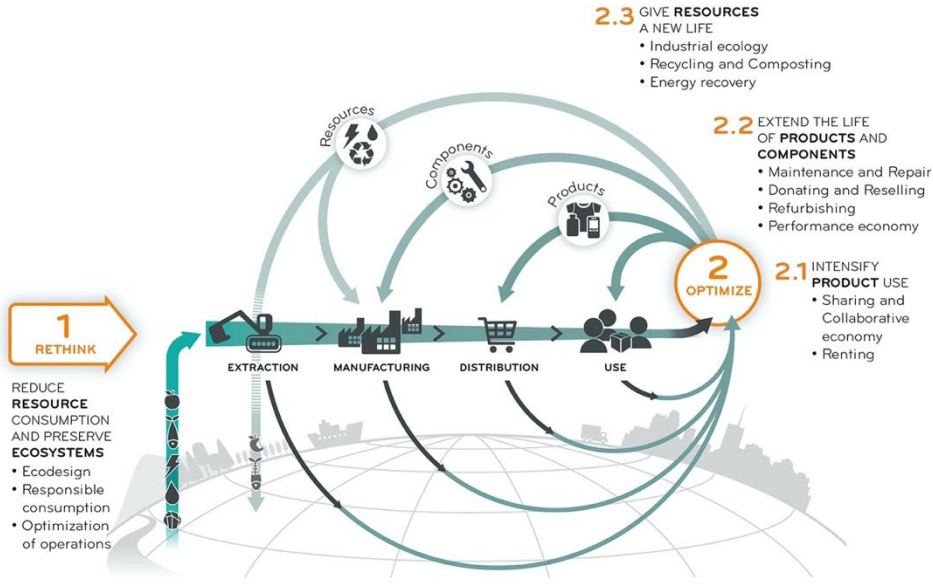 2.3 GIVE RESOURCES
A NEW LIFE
• Industrial ecology
• Recycling and Composting
• Energy recovery
2.2 EXTEND THE LIFE
OF PRODUCTS AND
COMPONENTS
• Maintenance and Repair
• Donating and Reselling
• Refurbishing
• Performance economy
Resources
Components
Products
2
OPTIMIZE
2.1 INTENSIFY
PRODUCT USE
• Sharing and
Collaborative
economy
• Renting
1
RETHINK
EXTRACTION
MANUFACTURING
DISTRIBUTION
USE
REDUCE
RESOURCE
CONSUMPTION
AND PRESERVE
ECOSYSTEMS
• Ecodesign
• Responsible
consumption
• Optimization
of operations